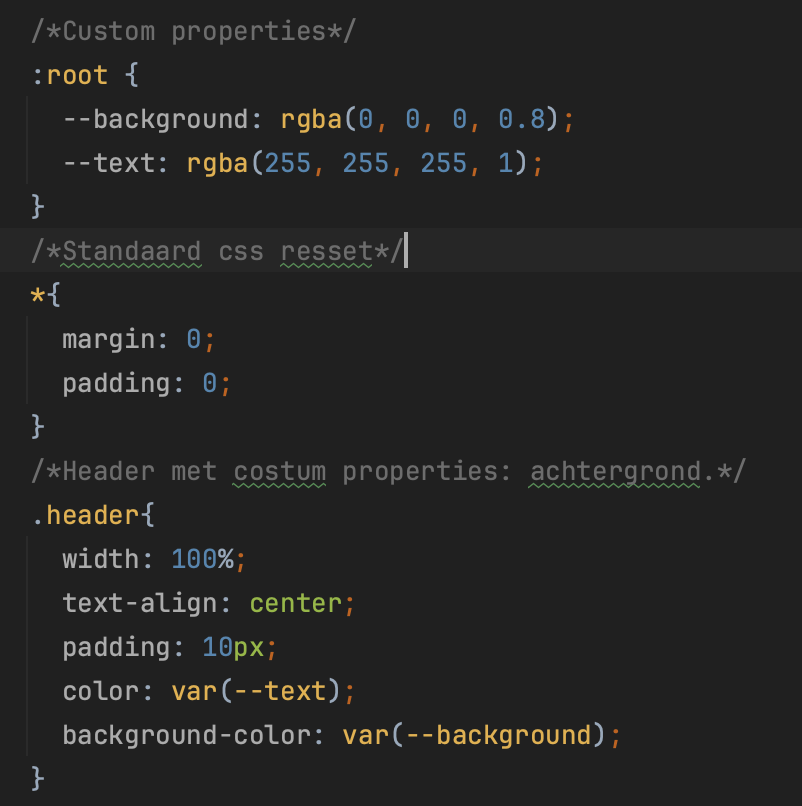 /*Custom properties*/
:root {
  --background: rgba(0, 0, 0, 0.8);
  --text: rgba(255, 255, 255, 1);
}
/*Standaard css resset*/
*{
  margin: 0;
  padding: 0;
}
/*Header met costum properties: achtergrond.*/
.header{
  width: 100%;
  text-align: center;
  padding: 10px;
  color: var(--text);
  background-color: var(--background);
}